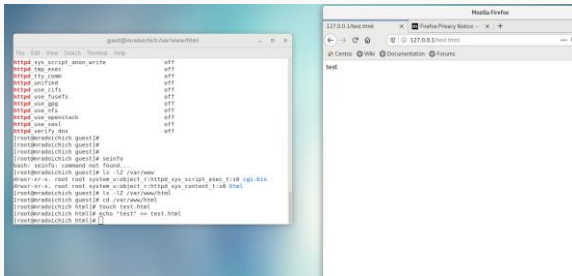 guest@mradoichich:/var/www/html
File Edit View Search Terminal Help
httpd_sys_script_anon_write off
httpd_tmp_exec off
httpd_tty_comm off
httpd_unified off
httpd_use_cifs off
httpd_use_fusefs off
httpd_use_gpg off
httpd_use_nfs off
httpd_use_openstack off
httpd_use_sasl off
httpd_verify_dns off
[root@mradoichich guest]#
[root@mradoichich guest]#
[root@mradoichich guest]#
[root@mradoichich guest]# seinfo
bash: seinfo: command not found...
[root@mradoichich guest]# ls -lZ /var/www
drwxr-xr-x. root root system_u:object_r:httpd_sys_script_exec_t:s0 cgi-bin
drwxr-xr-x. root root system_u:object_r:httpd_sys_content_t:s0 html
[root@mradoichich guest]# ls -lZ /var/www/html
[root@mradoichich guest]# cd /var/www/html
[root@mradoichich html]# touch test.html
[root@mradoichich html]# echo "test" >> test.html
[root@mradoichich html]#
Mozilla Firefox
127.0.0.1/test.html
Firefox Privacy Notice —
127.0.0.1/test.html
Centos Wiki Documentation Forums
test